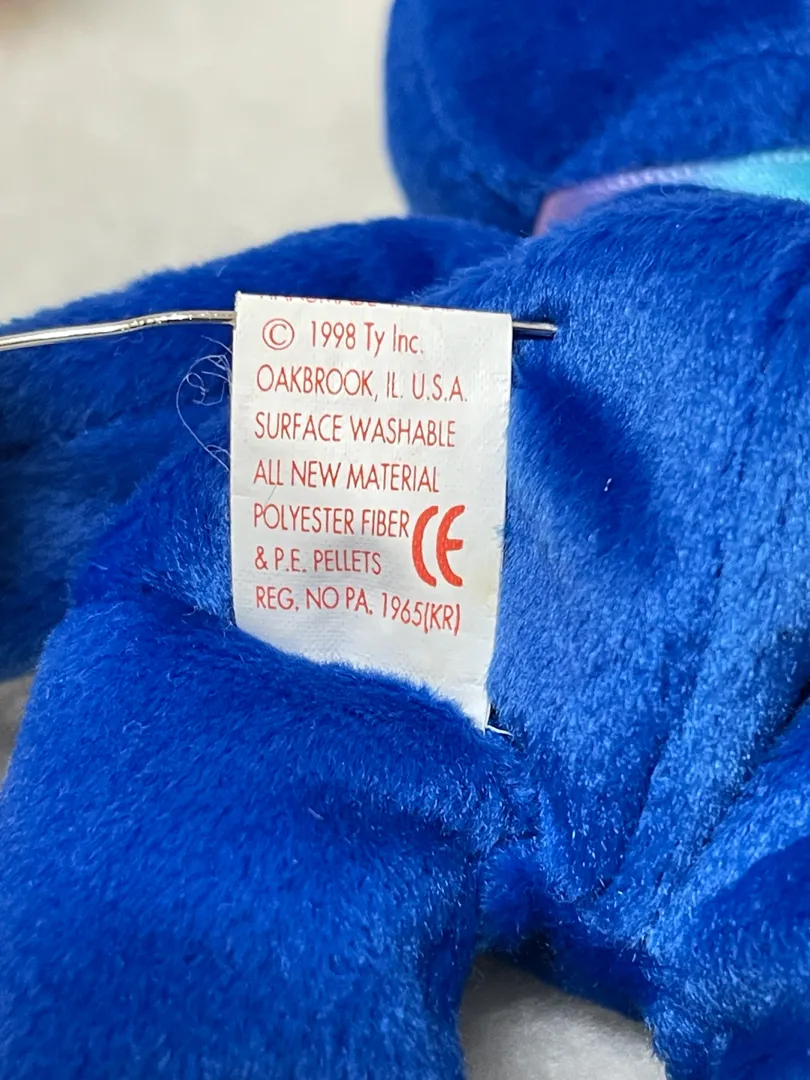 © 1998 Ty Inc.
OAKBROOK, IL. U.S.A.
SURFACE WASHABLE
ALL NEW MATERIAL
POLYESTER FIBER CE
& P.E. PELLETS
REG. NO PA. 1965(KR)